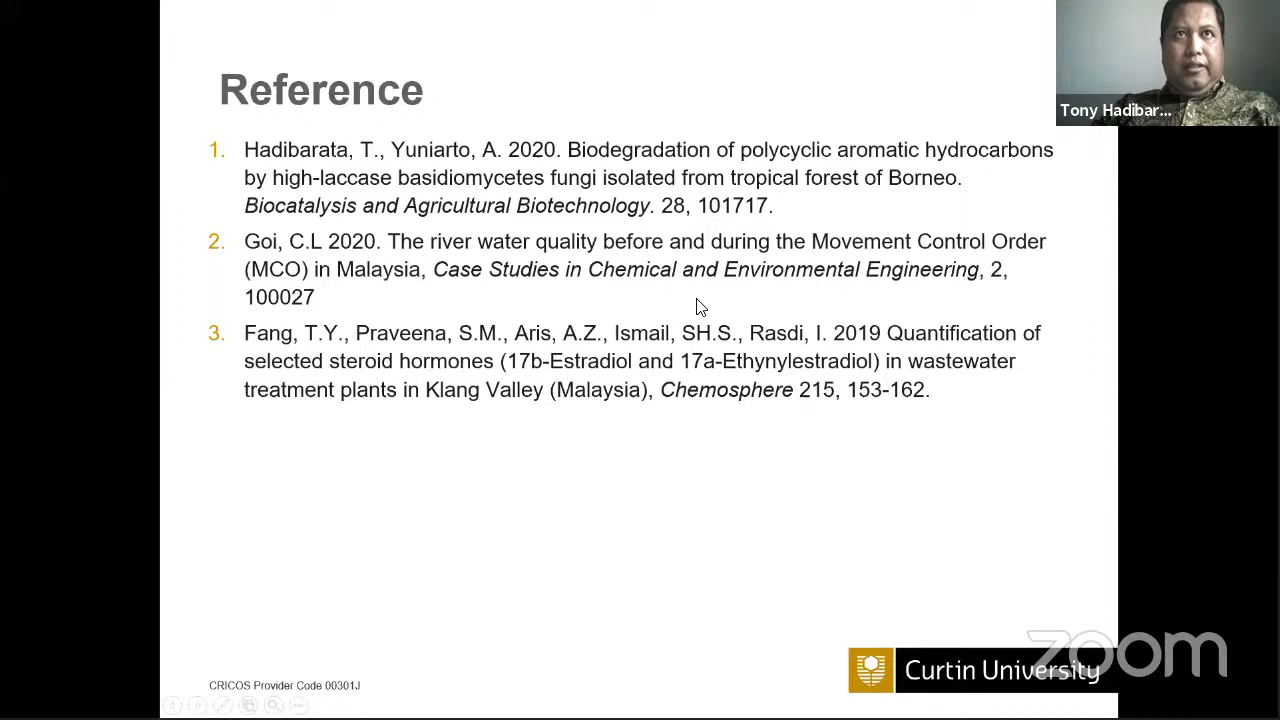 Reference
Tony Hadibar...
1. Hadibarata, T., Yuniarto, A. 2020. Biodegradation of polycyclic aromatic hydrocarbons
by high-laccase basidiomycetes fungi isolated from tropical forest of Borneo.
Biocatalysis and Agricultural Biotechnology. 28, 101717.
2. Goi, C.L 2020. The river water quality before and during the Movement Control Order
(MCO) in Malaysia, Case Studies in Chemical and Environmental Engineering, 2,
100027
3. Fang, T.Y., Praveena, S.M., Aris, A.Z., Ismail, SH.S., Rasdi, I. 2019 Quantification of
selected steroid hormones (17b-Estradiol and 17a-Ethynylestradiol) in wastewater
treatment plants in Klang Valley (Malaysia), Chemosphere 215, 153-162.
zoom
Curtin University
CRICOS Provider Code 00301J